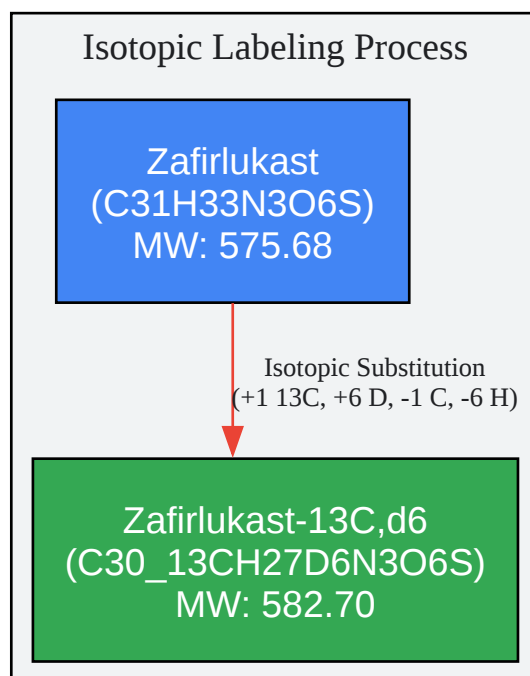 Isotopic Labeling Process
Zafirlukast
(C31H33N3O6S)
MW: 575.68
Isotopic Substitution
(+1 13C, +6 D, -1 C, -6 H)
Zafirlukast-13C,d6
(C30_13CH27D6N3O6S)
MW: 582.70